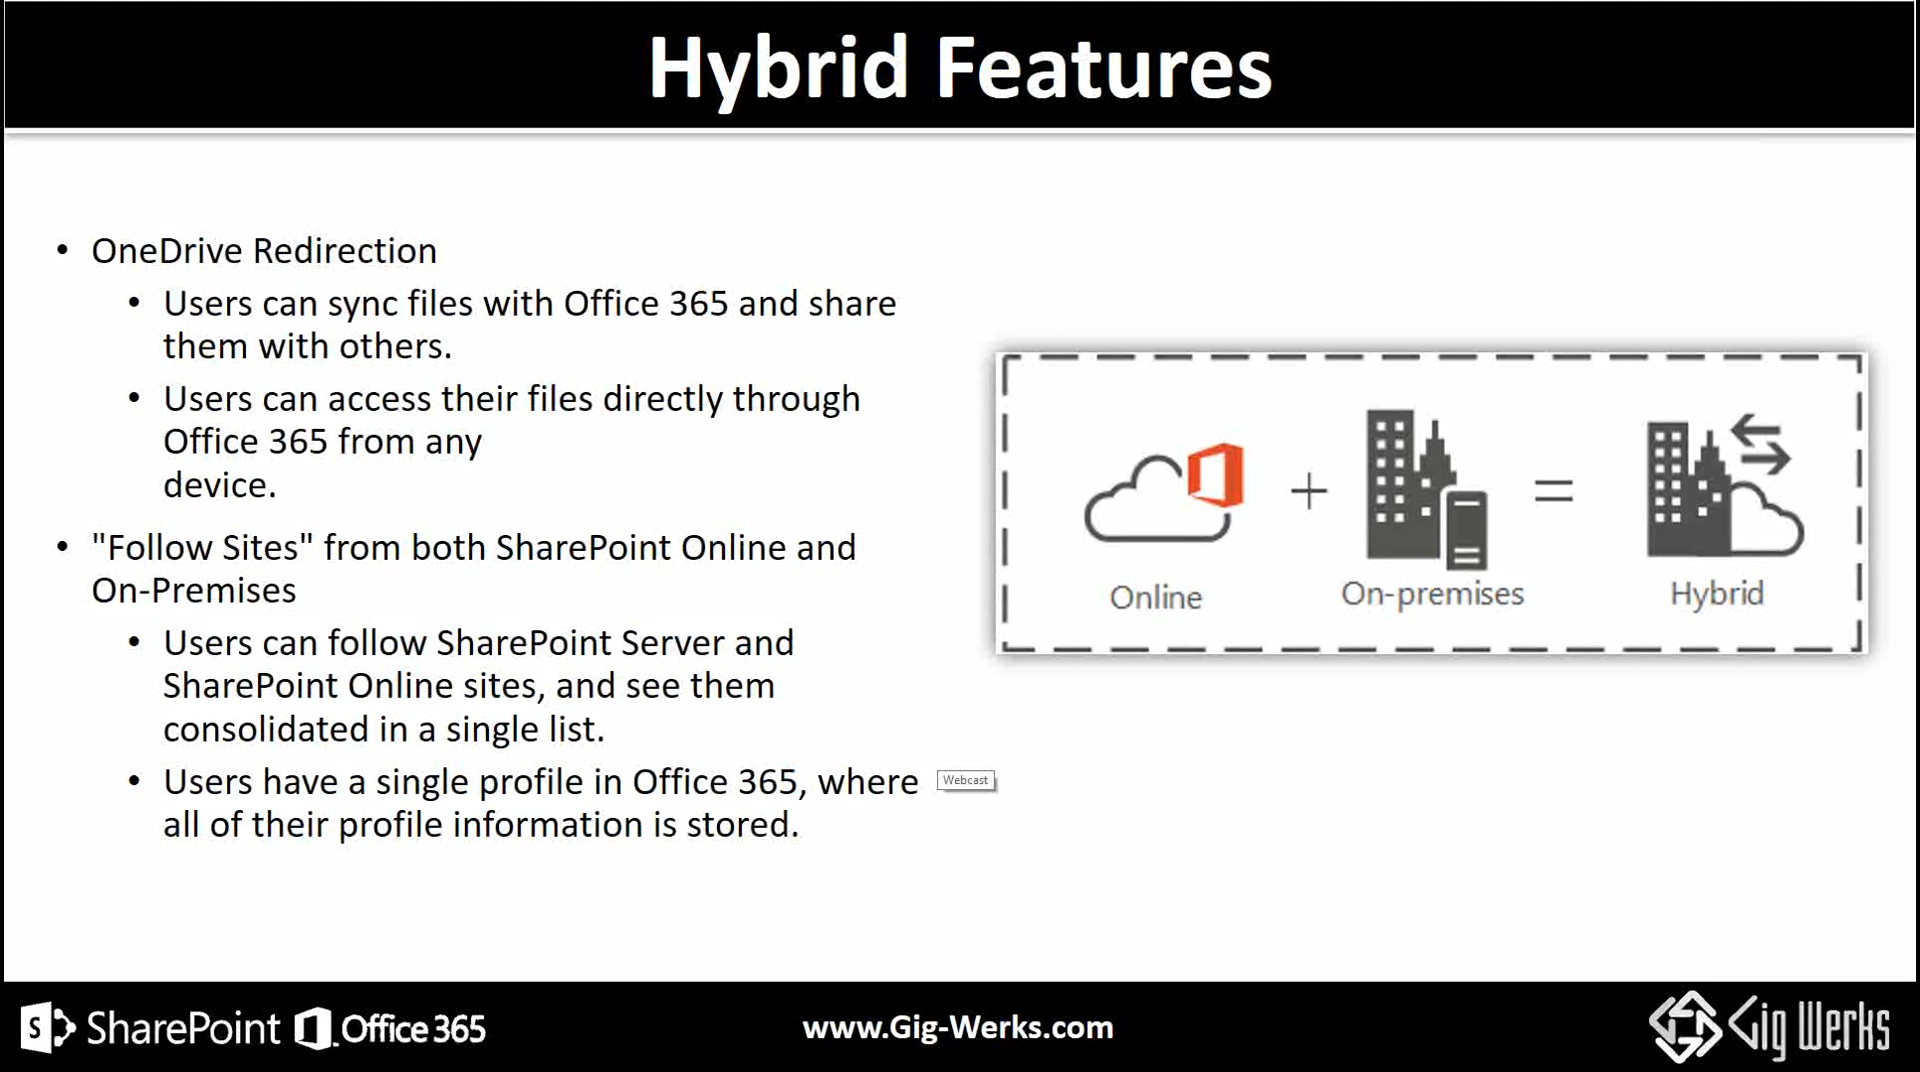 Hybrid Features
• OneDrive Redirection
• Users can sync files with Office 365 and share
them with others.
• Users can access their files directly through
Office 365 from any
device.
• "Follow Sites" from both SharePoint Online and
On-Premises
• Users can follow SharePoint Server and
SharePoint Online sites, and see them
consolidated in a single list.
• Users have a single profile in Office 365, where
all of their profile information is stored.
Webcast
+ =
Online On-premises Hybrid
S SharePoint Office 365
www.Gig-Werks.com
Gig Werks